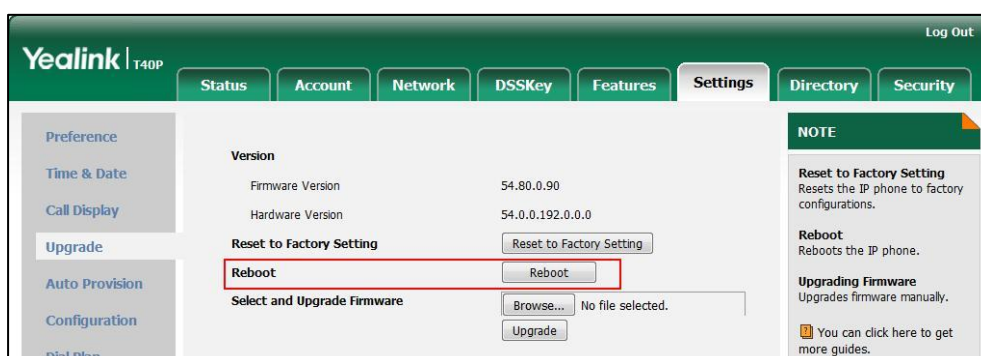 Log Out
Yealink | T40P
Status Account Network DSSKey Features Settings Directory Security
Preference
Time & Date
Call Display
Upgrade
Auto Provision
Configuration
Dial Plan
Version
Firmware Version 54.80.0.90
Hardware Version 54.0.0.192.0.0.0
Reset to Factory Setting Reset to Factory Setting
Reboot Reboot
Select and Upgrade Firmware Browse... No file selected.
Upgrade
NOTE
Reset to Factory Setting
Resets the IP phone to factory
configurations.
Reboot
Reboots the IP phone.
Upgrading Firmware
Upgrades firmware manually.
You can click here to get
more guides.